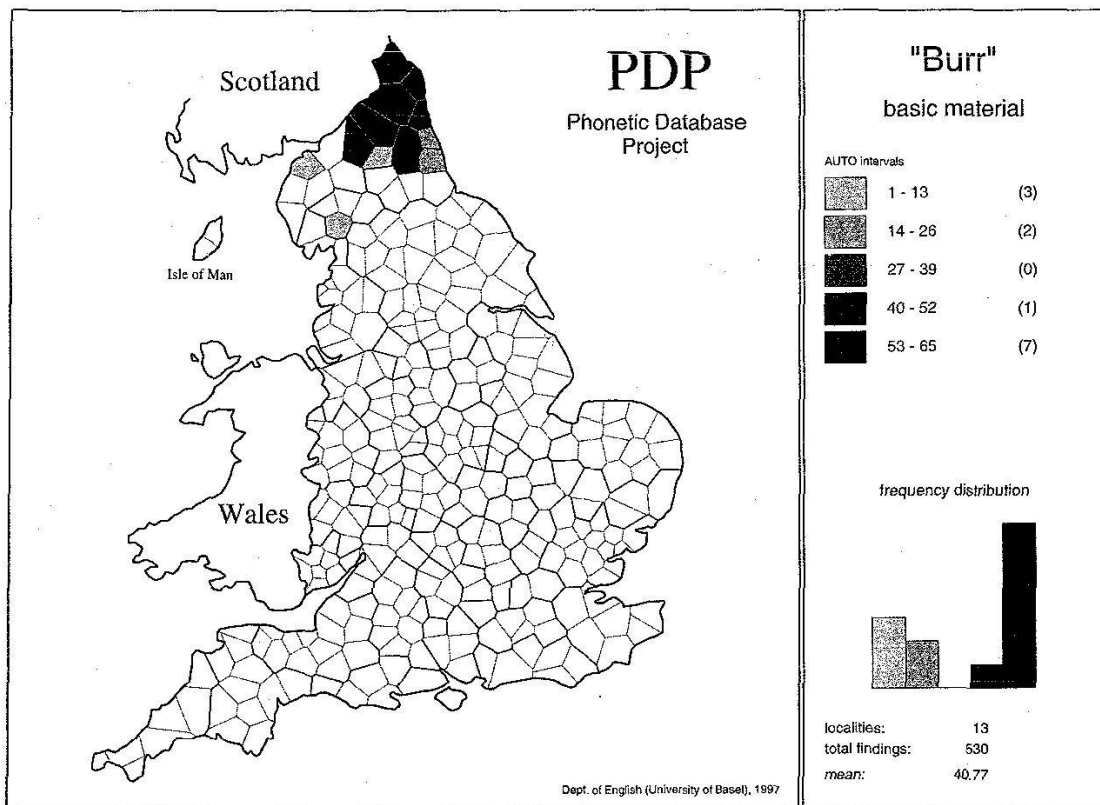 Scotland
PDP
Phonetic Database
Project
Isle of Man
Wales
Dept. of English (University of Basel), 1997
"Burr"
basic material
AUTO intervals
1 - 13 (3)
14 - 26 (2)
27 - 39 (0)
40 - 52 (1)
53 - 65 (7)
frequency distribution
localities: 13
total findings: 530
mean: 40.77